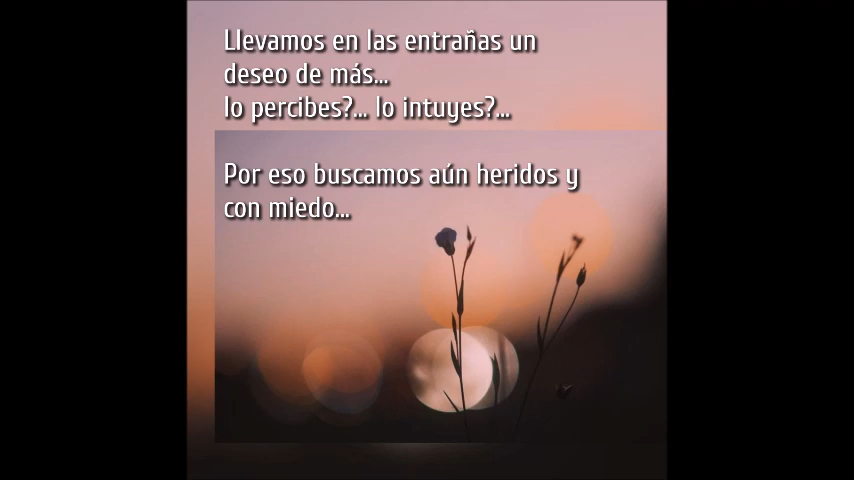 Llevamos en las entrañas un
deseo de más...
lo percibes?... lo intuyes?...
Por eso buscamos aún heridos y
con miedo...